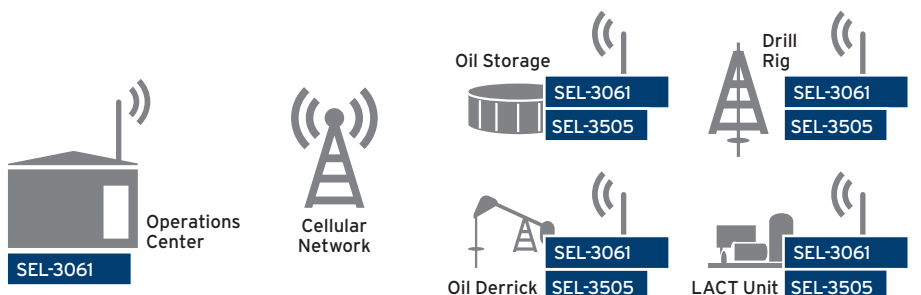 Operations
Center
SEL-3061
Cellular
Network
Oil Storage
SEL-3061
SEL-3505
Drill
Rig
SEL-3061
SEL-3505
Oil Derrick
SEL-3061
SEL-3505
LACT Unit
SEL-3061
SEL-3505